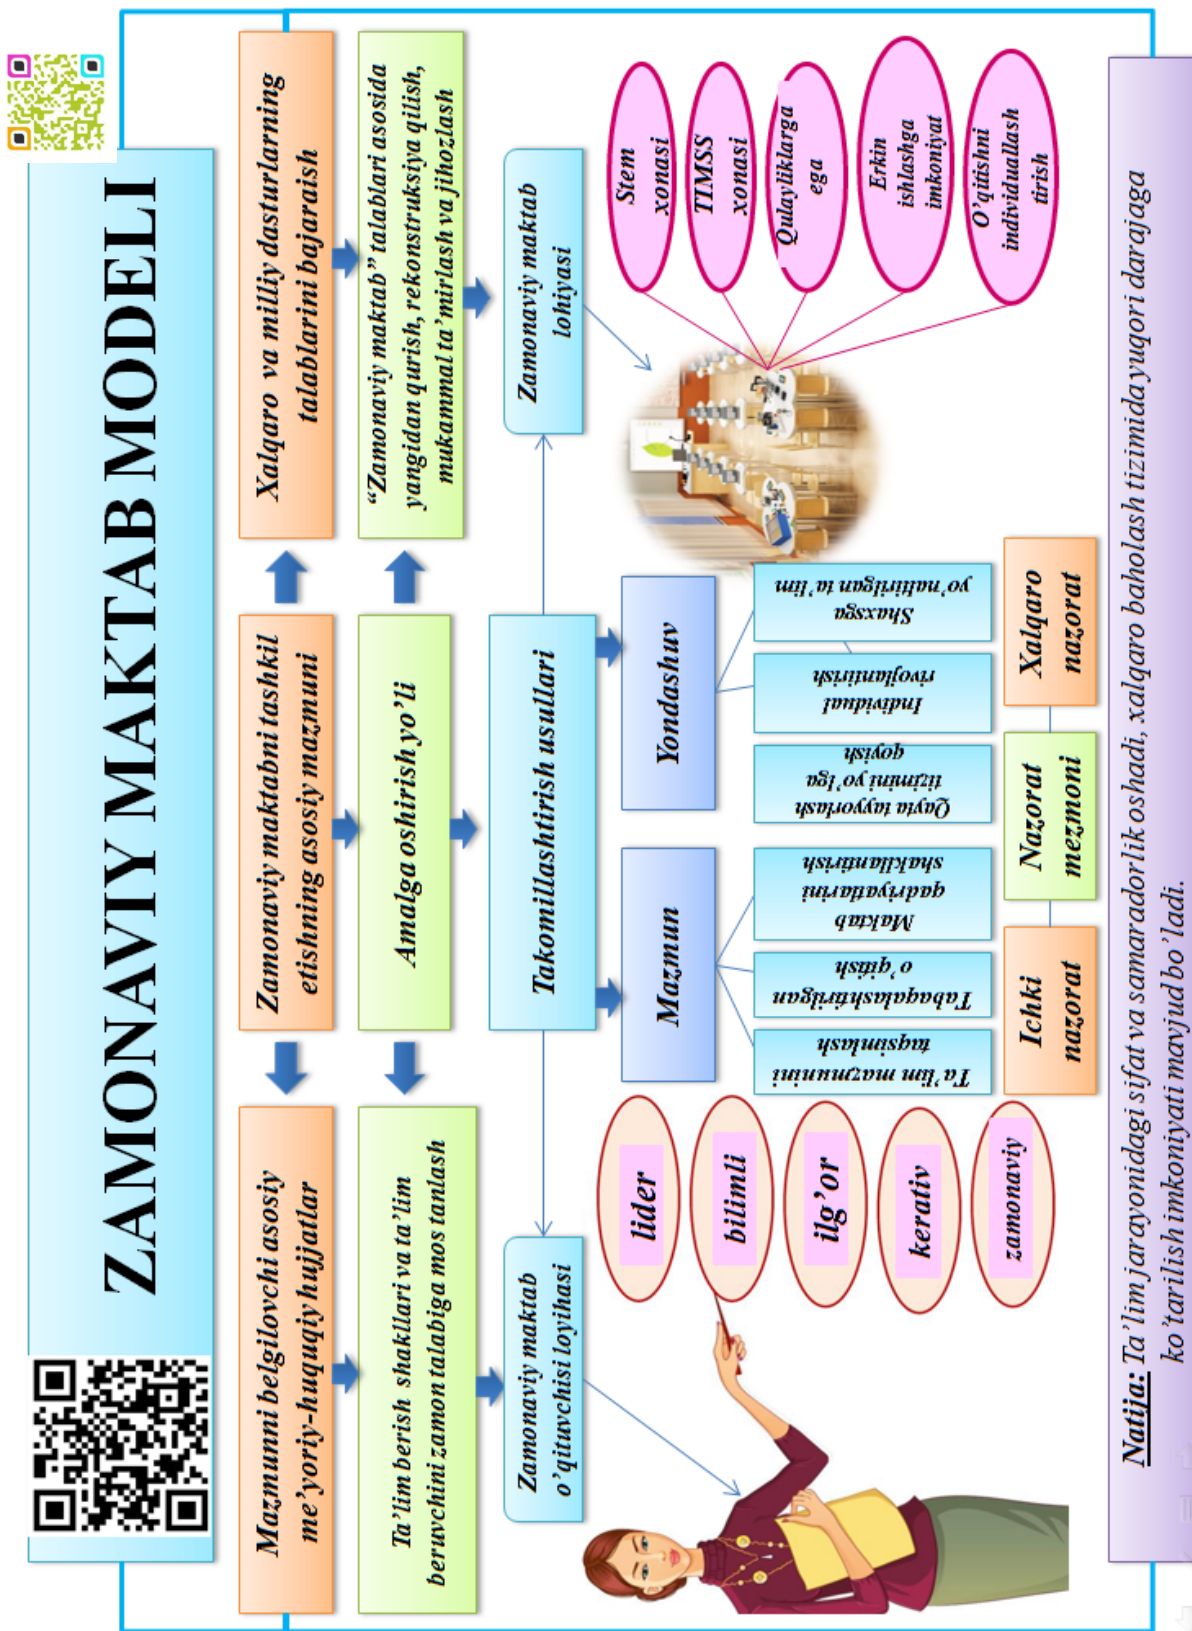 ZAMONAVIY MAKTAB MODELI
Mazmunni belgilovchi asosiy
me’yoriy-huquqiy hujjatlar
Zamonaviy maktabni tashkil
etishning asosiy mazmuni
Xalqaro va milliy dasturlarning
talablarini bajaraish
Ta’lim berish shakllari va ta’lim
beruvchini zamon talabiga mos tanlash
Amalga oshirish yo’li
“Zamonaviy maktab” talablari asosida
yangidan qurish, rekonstruksiya qilish,
mukammal ta’mirlash va jihozlash
Zamonaviy maktab
o’qituvchisi loyihasi
Takomillashtirish usullari
Zamonaviy maktab
lohiyasi
lider
bilimli
ilg’or
kerativ
zamonaviy
Mazmun
Yondashuv
Ta’lim mazmunini
taqsimlash
Tabaqalashtirilgan
o’qitish
Maktab
qadriyatlarini
shakllantirish
Qayta tayyorlash
tizimini yo’lga
qoyish
Individual
rivojlantirish
Shaxsga
yo’naltirilgan ta’lim
Stem
xonasi
TIMSS
xonasi
Qulayliklarga
ega
Erkin
ishlashga
imkoniyat
O’qitishni
individuallash
tirish
Ichki
nazorat
Nazorat
mezmoni
Xalqaro
nazorat
Natija: Ta’lim jarayonidagi sifat va samaradorlik oshadi, xalqaro baholash tizimida yuqori darajaga
ko’tarilish imkoniyati mavjud bo’ladi.